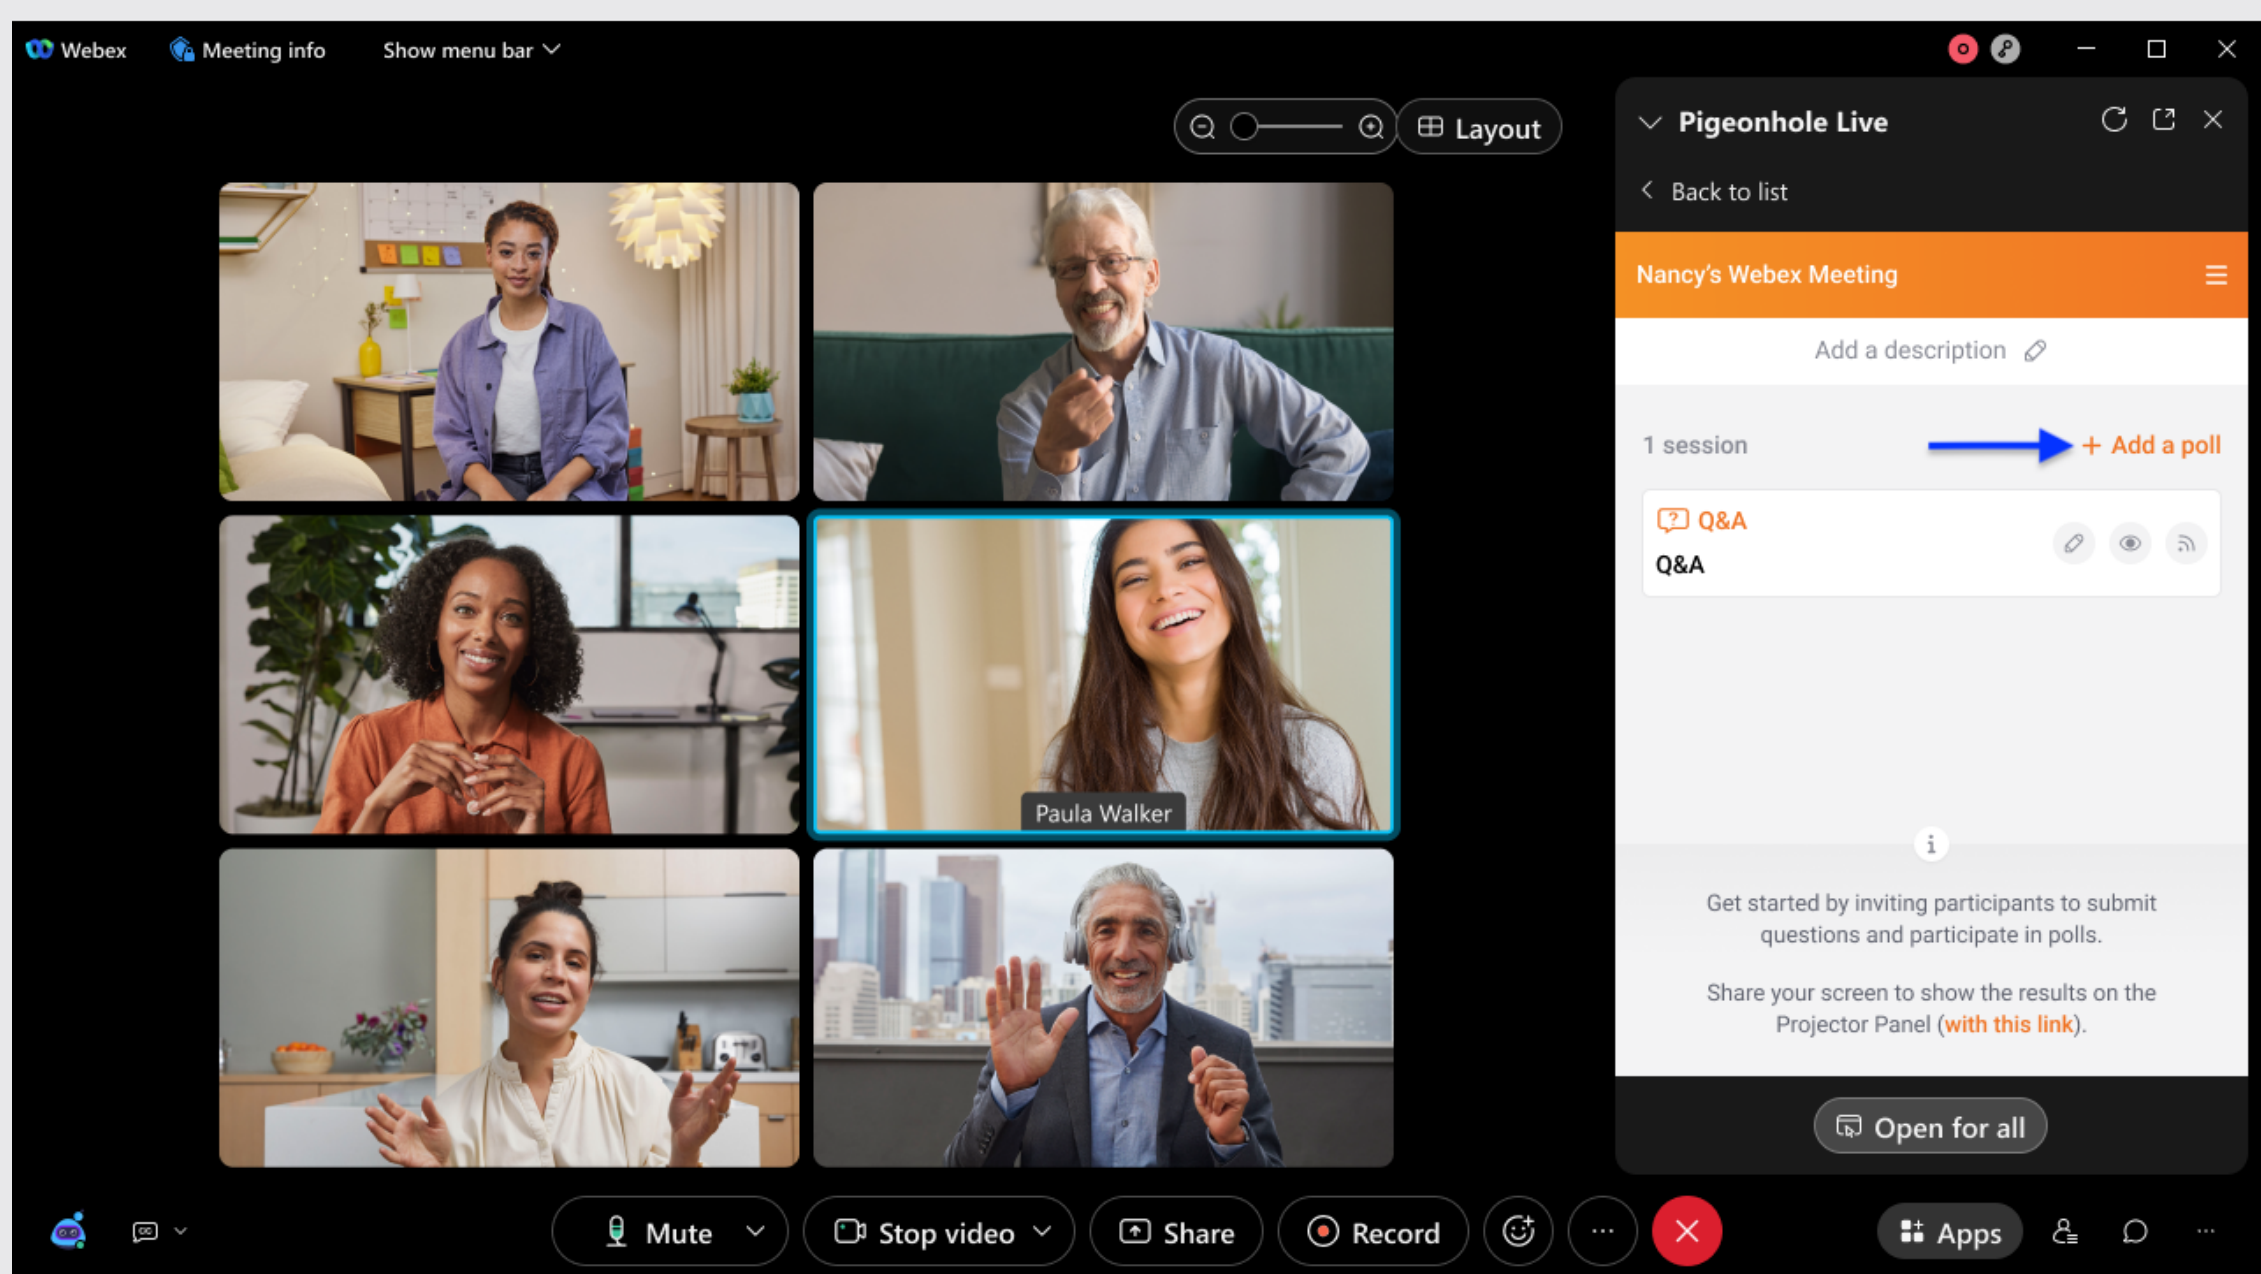 Webex
Meeting info
Show menu bar
Layout
Pigeonhole Live
Back to list
Nancy's Webex Meeting
Add a description
1 session
+ Add a poll
Q&A
Q&A
Paula Walker
Get started by inviting participants to submit
questions and participate in polls.
Share your screen to show the results on the
Projector Panel (with this link).
Open for all
Mute
Stop video
Share
Record
Apps